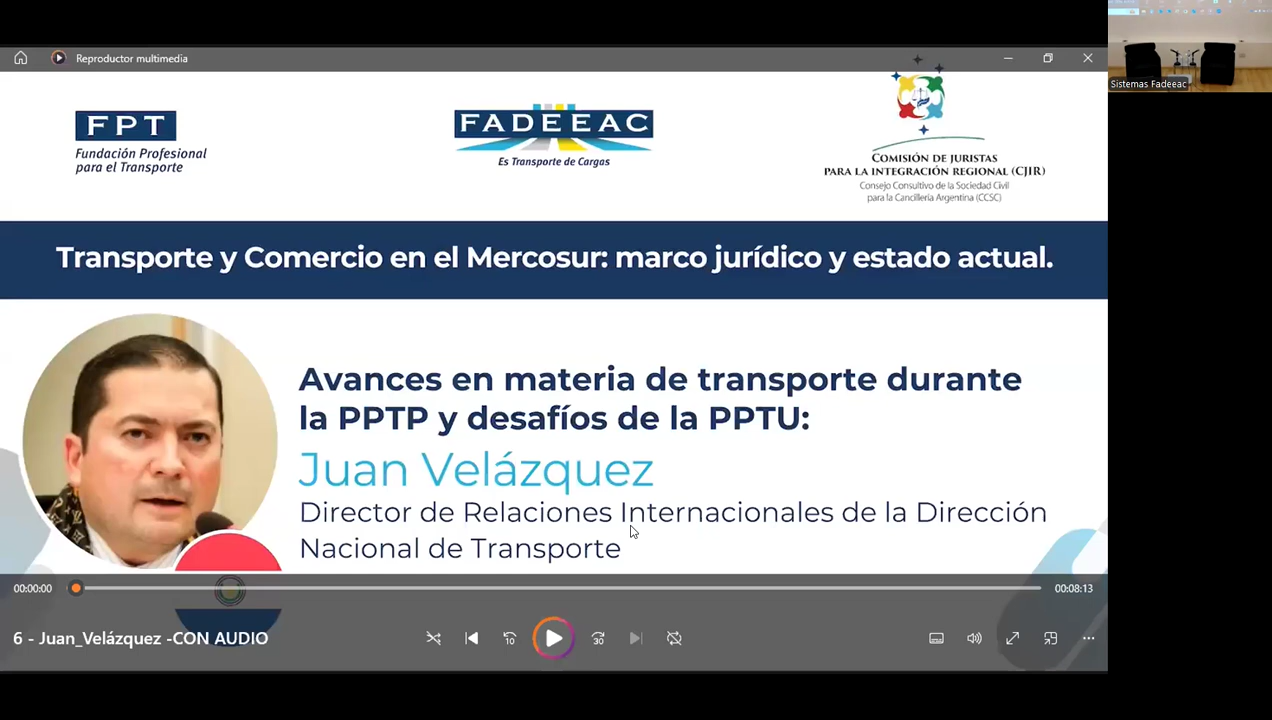 Reproductor multimedia
Sistemas Fadeeac
FPT
Fundación Profesional
para el Transporte
FADEEAC
Es Transporte de Cargas
COMISIÓN DE JURISTAS
PARA LA INTEGRACIÓN REGIONAL (CJIR)
Consejo Consultivo de la Sociedad Civil
para la Cancillería Argentina (CCSC)
Transporte y Comercio en el Mercosur: marco jurídico y estado actual.
Avances en materia de transporte durante
la PPTP y desafíos de la PPTU:
Juan Velázquez
Director de Relaciones Internacionales de la Dirección
Nacional de Transporte
00:00:00
00:08:13
6 - Juan_Velázquez -CON AUDIO
10
30